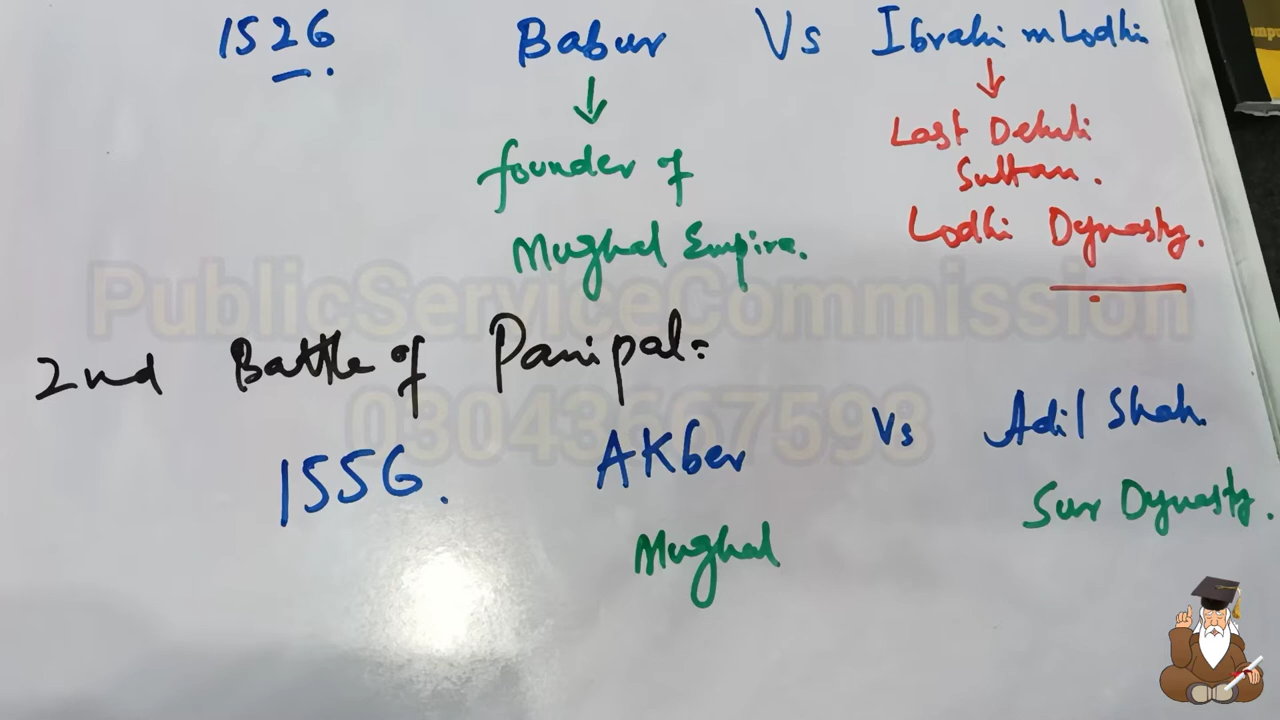 1526 Babur Vs Ibrahim Lodhi
founder of
Mughal Empire.
Last Dehli
Sultan.
Lodhi Dynasty.
PublicServiceCommission
2nd Battle of Panipat:
03043667593
1556. Akber Vs Adil Shah.
Mughal
Sur Dynasty.